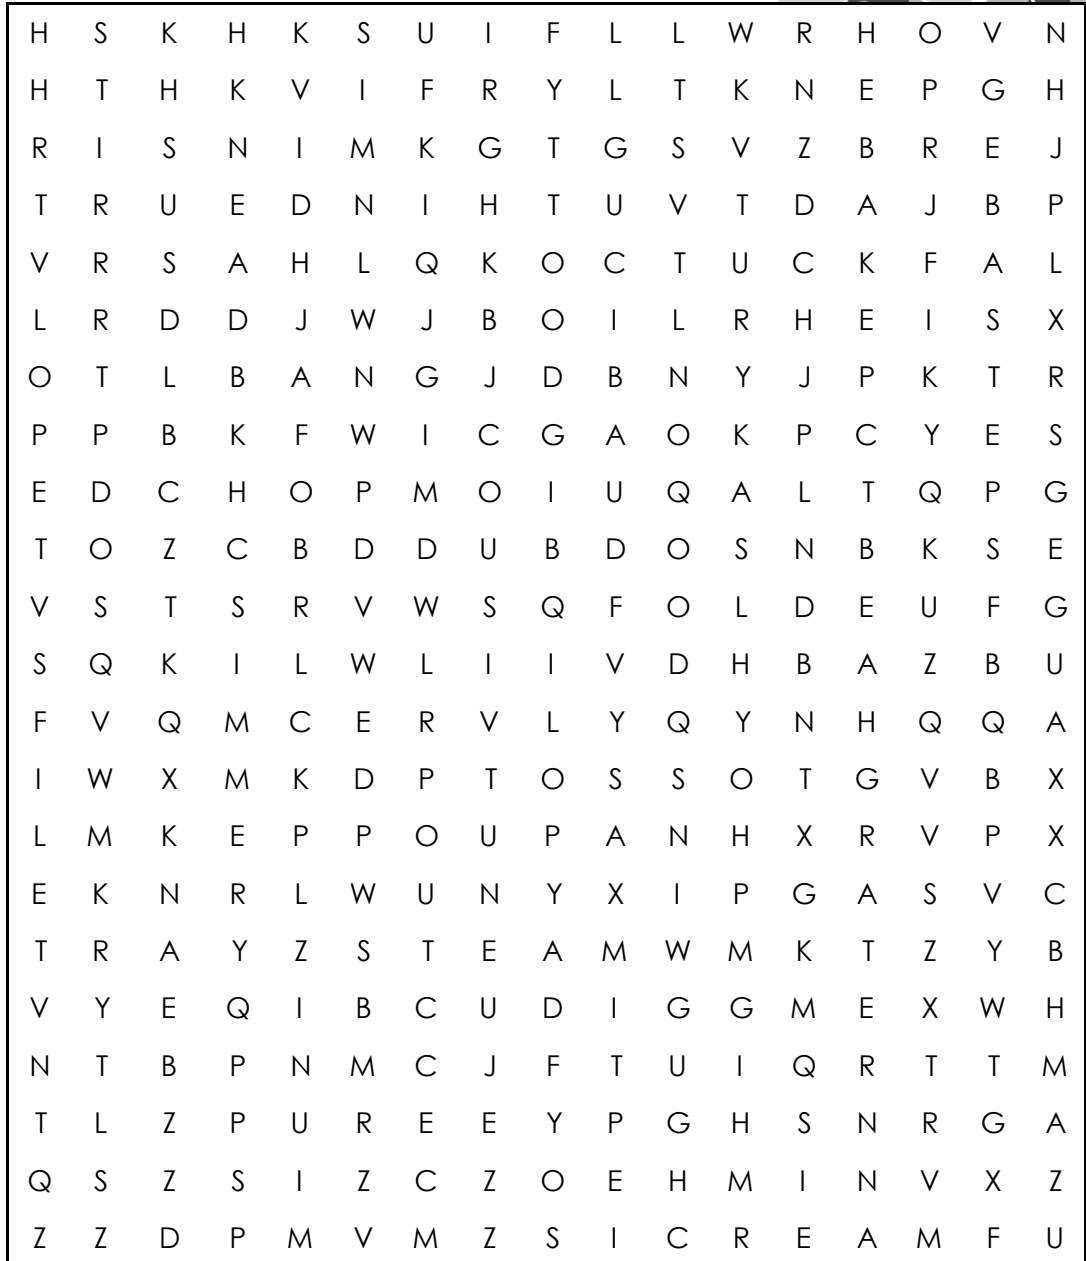 H S K H K S U I F L L W R H O V N
H T H K V I F R Y L T K N E P G H
R I S N I M K G T G S V Z B R E J
T R U E D N I H T U V T D A J B P
V R S A H L Q K O C T U C K F A L
L R D D J W J B O I L R H E I S X
O T L B A N G J D B N Y J P K T R
P P B K F W I C G A O K P C Y E S
E D C H O P M O I U Q A L T Q P G
T O Z C B D D U B D O S N B K S E
V S T S R V W S Q F O L D E U F G
S Q K I L W L I I V D H B A Z B U
F V Q M C E R V L Y Q Y N H Q Q A
I W X M K D P T O S S O T G V B X
L M K E P P O U P A N H X R V P X
E K N R L W U N Y X I P G A S V C
T R A Y Z S T E A M W M K T Z Y B
V Y E Q I B C U D I G G M E X W H
N T B P N M C J F T U I Q R T T M
T L Z P U R E E Y P G H S N R G A
Q S Z S I Z C Z O E H M I N V X Z
Z Z D P M V M Z S I C R E A M F U